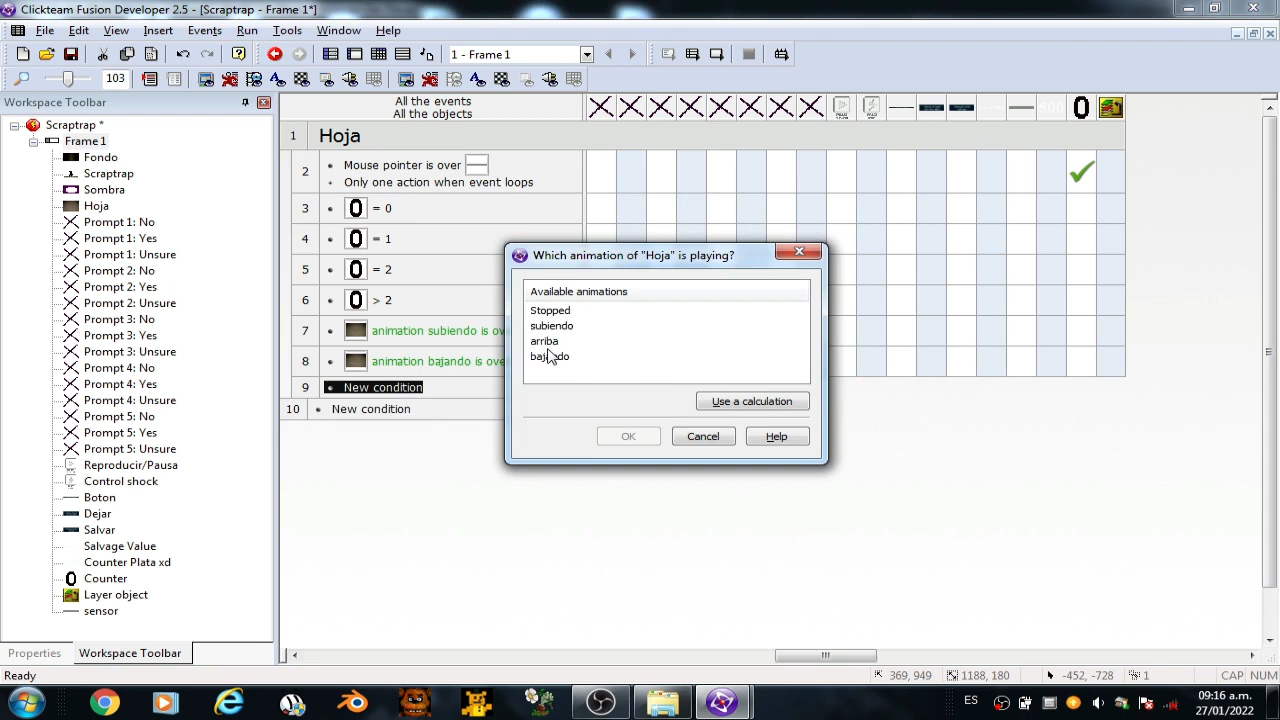 Clickteam Fusion Developer 2.5 - [Scraptrap - Frame 1*]
File Edit View Insert Events Run Tools Window Help
1 - Frame 1
103
Workspace Toolbar
All the events
All the objects
Scraptrap *
Frame 1
Fondo
Scraptrap
Sombra
Hoja
Prompt 1: No
Prompt 1: Yes
Prompt 1: Unsure
Prompt 2: No
Prompt 2: Yes
Prompt 2: Unsure
Prompt 3: No
Prompt 3: Yes
Prompt 3: Unsure
Prompt 4: No
Prompt 4: Yes
Prompt 4: Unsure
Prompt 5: No
Prompt 5: Yes
Prompt 5: Unsure
Reproducir/Pausa
Control shock
Boton
Dejar
Salvar
Salvage Value
Counter Plata xd
Counter
Layer object
sensor
Properties Workspace Toolbar
1 Hoja
2 Mouse pointer is over
Only one action when event loops
3 0 = 0
4 0 = 1
5 0 = 2
6 0 > 2
7 animation subiendo is ov
8 animation bajando is over
9 New condition
10 New condition
Which animation of "Hoja" is playing?
Available animations
Stopped
subiendo
arriba
bajando
Use a calculation
OK Cancel Help
Ready
369, 949 1188, 180 -452, -728 1 CAP NUM
ES
09:16 a.m.
27/01/2022